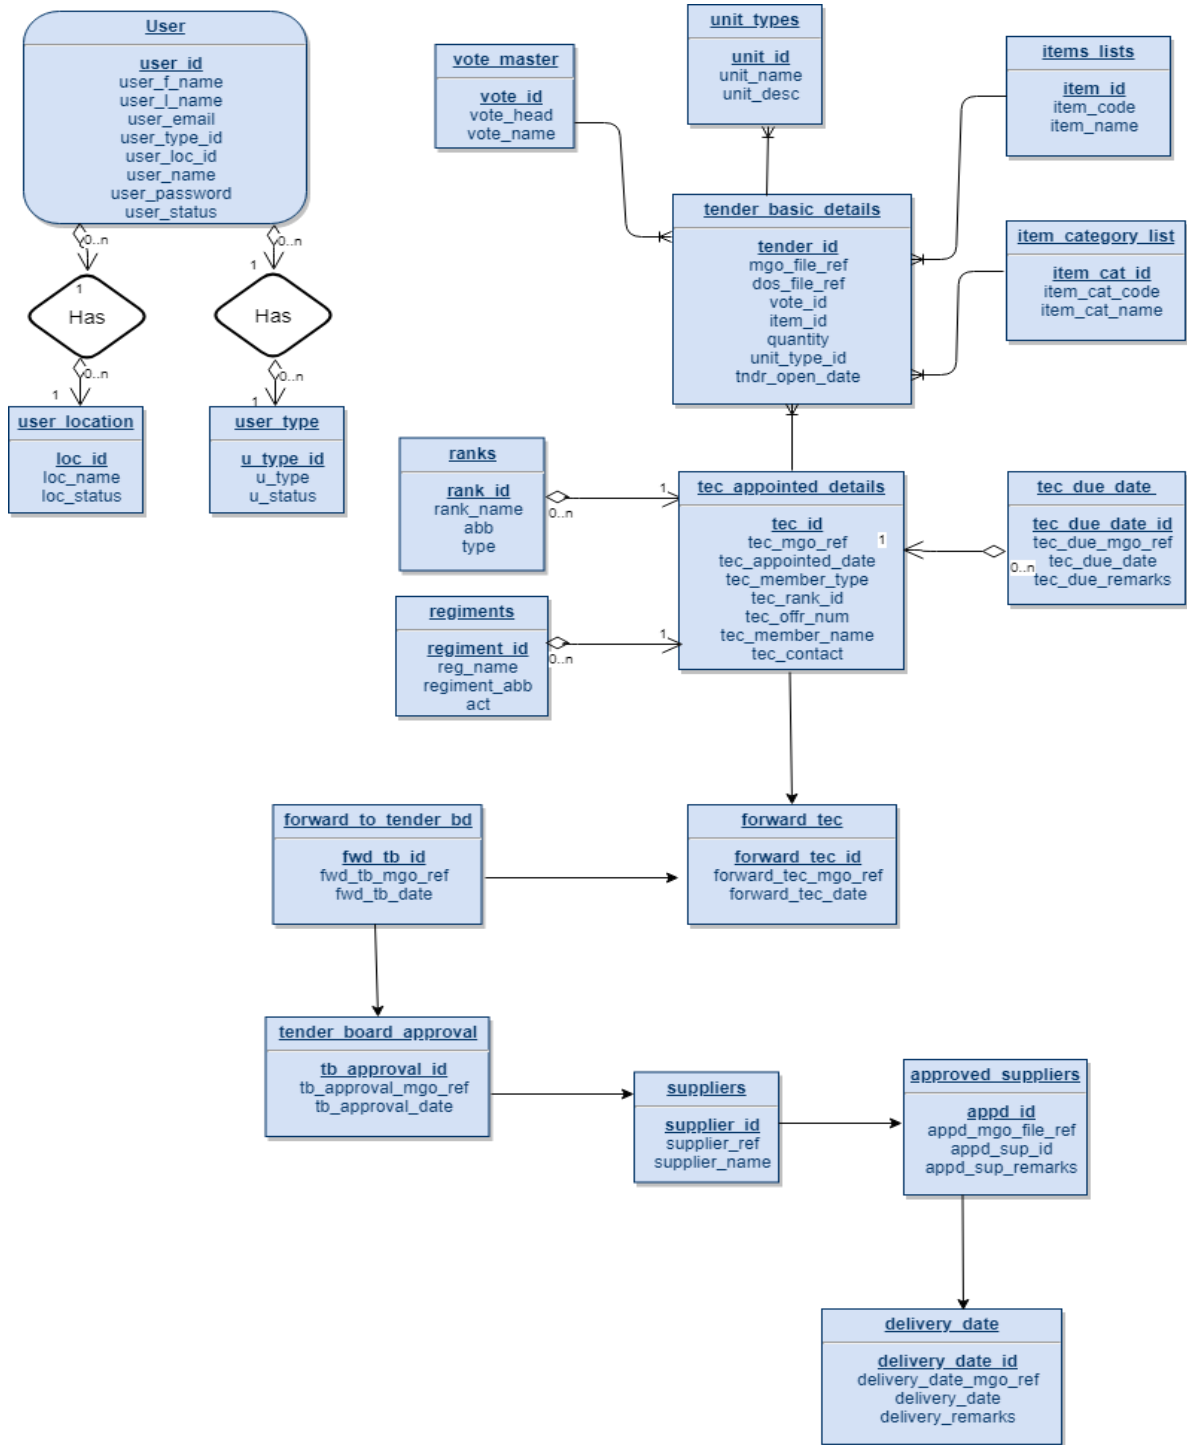 User
user_id
user_f_name
user_l_name
user_email
user_type_id
user_loc_id
user_name
user_password
user_status
0..n
0..n
1
1
Has
Has
0..n
0..n
1
1
user_location
loc_id
loc_name
loc_status
user_type
u_type_id
u_type
u_status
vote_master
vote_id
vote_head
vote_name
unit_types
unit_id
unit_name
unit_desc
items_lists
item_id
item_code
item_name
tender_basic_details
tender_id
mgo_file_ref
dos_file_ref
vote_id
item_id
quantity
unit_type_id
tndr_open_date
item_category_list
item_cat_id
item_cat_code
item_cat_name
ranks
rank_id
rank_name
abb
type
1
0..n
tec_appointed_details
tec_id
tec_mgo_ref
tec_appointed_date
tec_member_type
tec_rank_id
tec_offr_num
tec_member_name
tec_contact
1
0..n
tec_due_date
tec_due_date_id
tec_due_mgo_ref
tec_due_date
tec_due_remarks
regiments
regiment_id
reg_name
regiment_abb
act
1
0..n
forward_to_tender_bd
fwd_tb_id
fwd_tb_mgo_ref
fwd_tb_date
forward_tec
forward_tec_id
forward_tec_mgo_ref
forward_tec_date
tender_board_approval
tb_approval_id
tb_approval_mgo_ref
tb_approval_date
suppliers
supplier_id
supplier_ref
supplier_name
approved_suppliers
appd_id
appd_mgo_file_ref
appd_sup_id
appd_sup_remarks
delivery_date
delivery_date_id
delivery_date_mgo_ref
delivery_date
delivery_remarks